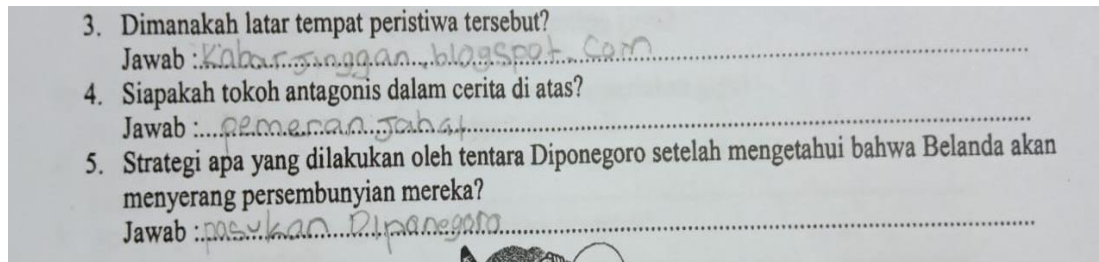 3. Dimanakah latar tempat peristiwa tersebut?
Jawab : Kabar Jinggan.blogspot.com
4. Siapakah tokoh antagonis dalam cerita di atas?
Jawab : pemeran Jahat
5. Strategi apa yang dilakukan oleh tentara Diponegoro setelah mengetahui bahwa Belanda akan
menyerang persembunyian mereka?
Jawab : pasukan Dipanegoro